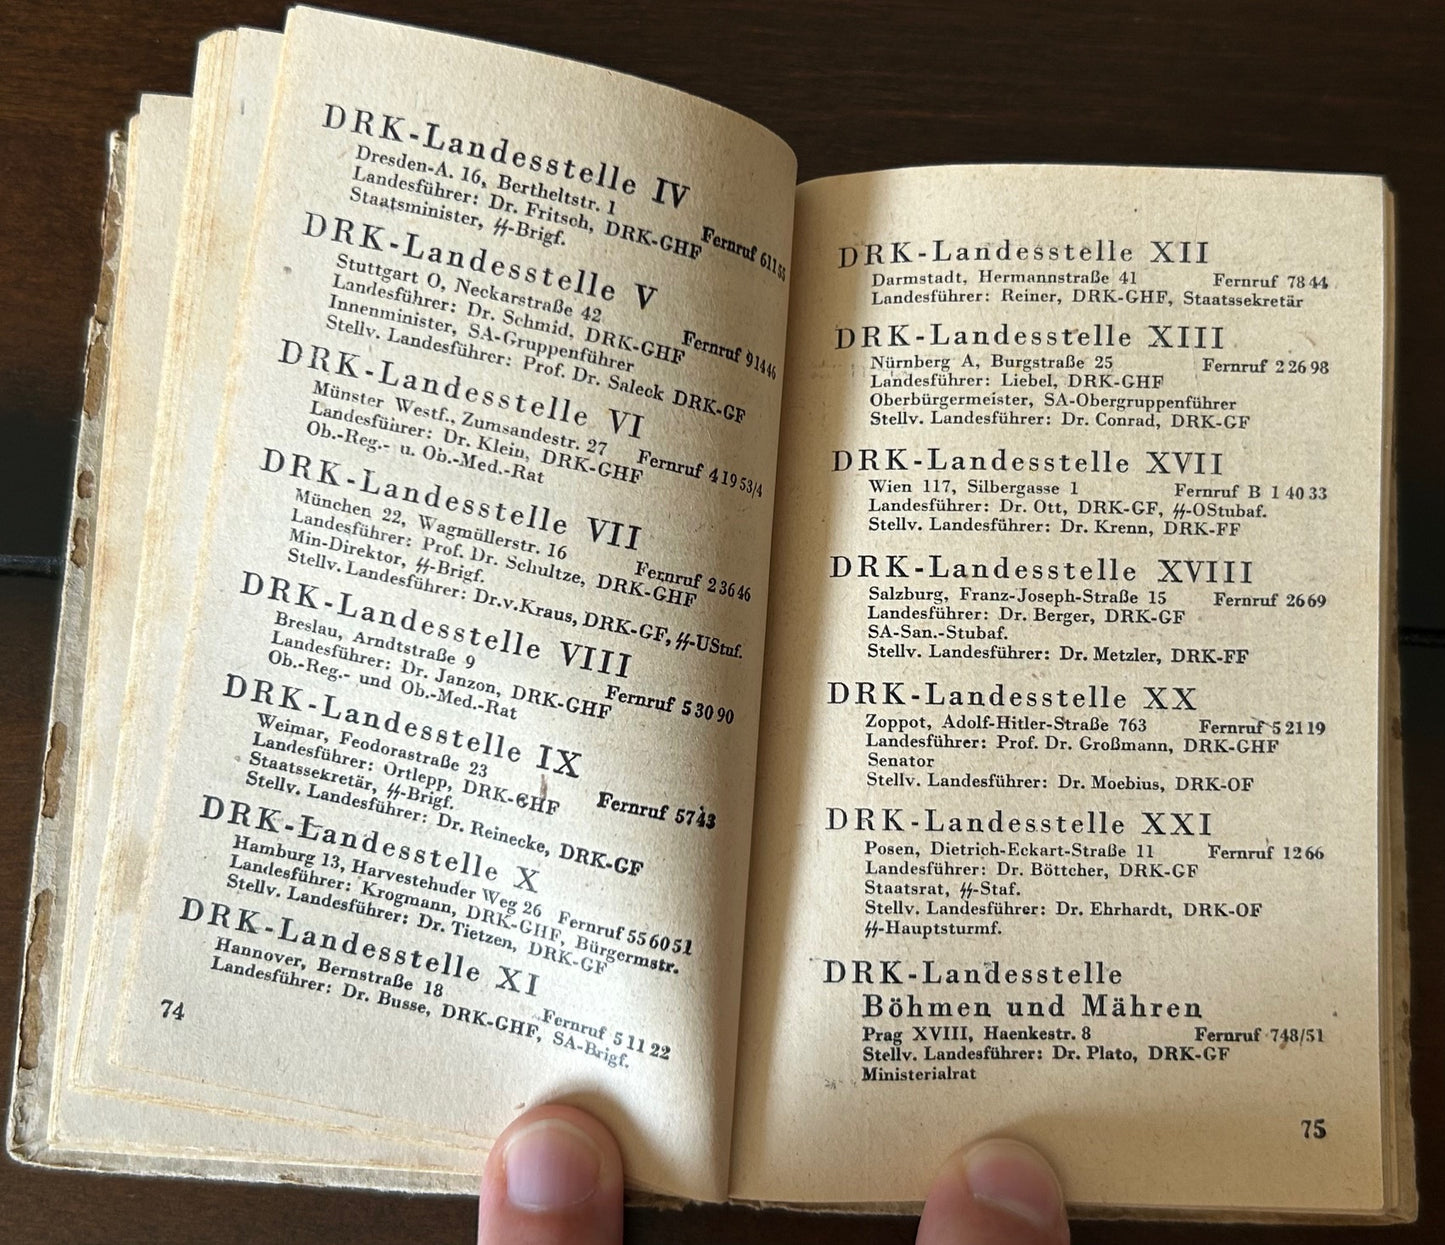 DRK-Landesstelle IV
Dresden-A. 16, Bertheltstr. 1 Fernruf 611 55
Landesführer: Dr. Fritsch, DRK-GHF
Staatsminister, ᛋᛋ-Brigf.
DRK-Landesstelle V
Stuttgart O, Neckarstraße 42 Fernruf 91446
Landesführer: Dr. Schmid, DRK-GHF
Innenminister, SA-Gruppenführer
Stellv. Landesführer: Prof. Dr. Saleck DRK-GF
DRK-Landesstelle VI
Münster Westf., Zumsandestr. 27 Fernruf 4 19 53/4
Landesführer: Dr. Klein, DRK-GHF
Ob.-Reg.- u. Ob.-Med.-Rat
DRK-Landesstelle VII
München 22, Wagmüllerstr. 16 Fernruf 2 36 46
Landesführer: Prof. Dr. Schultze, DRK-GHF
Min-Direktor, ᛋᛋ-Brigf.
Stellv. Landesführer: Dr.v.Kraus, DRK-GF, ᛋᛋ-UStuf.
DRK-Landesstelle VIII
Breslau, Arndtstraße 9 Fernruf 5 30 90
Landesführer: Dr. Janzon, DRK-GHF
Ob.-Reg.- und Ob.-Med.-Rat
DRK-Landesstelle IX
Weimar, Feodorastraße 23 Fernruf 5743
Landesführer: Ortlepp, DRK-GHF
Staatssekretär, ᛋᛋ-Brigf.
Stellv. Landesführer: Dr. Reinecke, DRK-GF
DRK-Landesstelle X
Hamburg 13, Harvestehuder Weg 26 Fernruf 55 60 51
Landesführer: Krogmann, DRK-GHF, Bürgermstr.
Stellv. Landesführer: Dr. Tietzen, DRK-GF
DRK-Landesstelle XI
Hannover, Bernstraße 18 Fernruf 5 11 22
Landesführer: Dr. Busse, DRK-GHF, SA-Brigf.
74
DRK-Landesstelle XII
Darmstadt, Hermannstraße 41 Fernruf 78 44
Landesführer: Reiner, DRK-GHF, Staatssekretär
DRK-Landesstelle XIII
Nürnberg A, Burgstraße 25 Fernruf 2 26 98
Landesführer: Liebel, DRK-GHF
Oberbürgermeister, SA-Obergruppenführer
Stellv. Landesführer: Dr. Conrad, DRK-GF
DRK-Landesstelle XVII
Wien 117, Silbergasse 1 Fernruf B 1 40 33
Landesführer: Dr. Ott, DRK-GF, ᛋᛋ-OStubaf.
Stellv. Landesführer: Dr. Krenn, DRK-FF
DRK-Landesstelle XVIII
Salzburg, Franz-Joseph-Straße 15 Fernruf 26 69
Landesführer: Dr. Berger, DRK-GF
SA-San.-Stubaf.
Stellv. Landesführer: Dr. Metzler, DRK-FF
DRK-Landesstelle XX
Zoppot, Adolf-Hitler-Straße 763 Fernruf 5 21 19
Landesführer: Prof. Dr. Großmann, DRK-GHF
Senator
Stellv. Landesführer: Dr. Moebius, DRK-OF
DRK-Landesstelle XXI
Posen, Dietrich-Eckart-Straße 11 Fernruf 12 66
Landesführer: Dr. Böttcher, DRK-GF
Staatsrat, ᛋᛋ-Staf.
Stellv. Landesführer: Dr. Ehrhardt, DRK-OF
ᛋᛋ-Hauptsturmf.
DRK-Landesstelle
Böhmen und Mähren
Prag XVIII, Haenkestr. 8 Fernruf 748/51
Stellv. Landesführer: Dr. Plato, DRK-GF
Ministerialrat
75